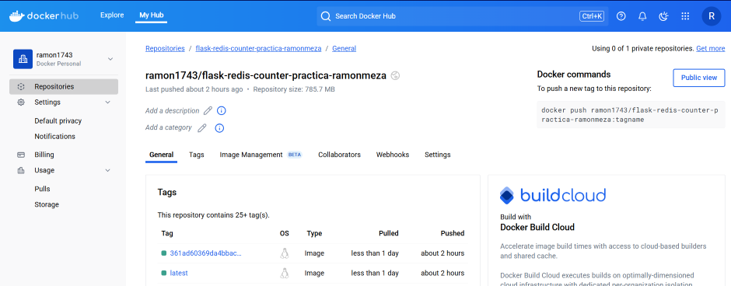 dockerhub
Explore
My Hub
Search Docker Hub
Ctrl+K
R
ramon1743
Docker Personal
Repositories
Settings
Default privacy
Notifications
Billing
Usage
Pulls
Storage
Repositories / flask-redis-counter-practica-ramonmeza / General
Using 0 of 1 private repositories. Get more
ramon1743/flask-redis-counter-practica-ramonmeza
Last pushed about 2 hours ago • Repository size: 785.7 MB
Add a description
Add a category
Docker commands
Public view
To push a new tag to this repository:
docker push ramon1743/flask-redis-counter-p
ractica-ramonmeza:tagname
General
Tags
Image Management BETA
Collaborators
Webhooks
Settings
Tags
This repository contains 25+ tag(s).
Tag OS Type Pulled Pushed
361ad60369da4bbac... Image less than 1 day about 2 hours
latest Image less than 1 day about 2 hours
buildcloud
Build with
Docker Build Cloud
Accelerate image build times with access to cloud-based builders
and shared cache.
Docker Build Cloud executes builds on optimally-dimensioned
cloud infrastructure with dedicated per-organization isolation.